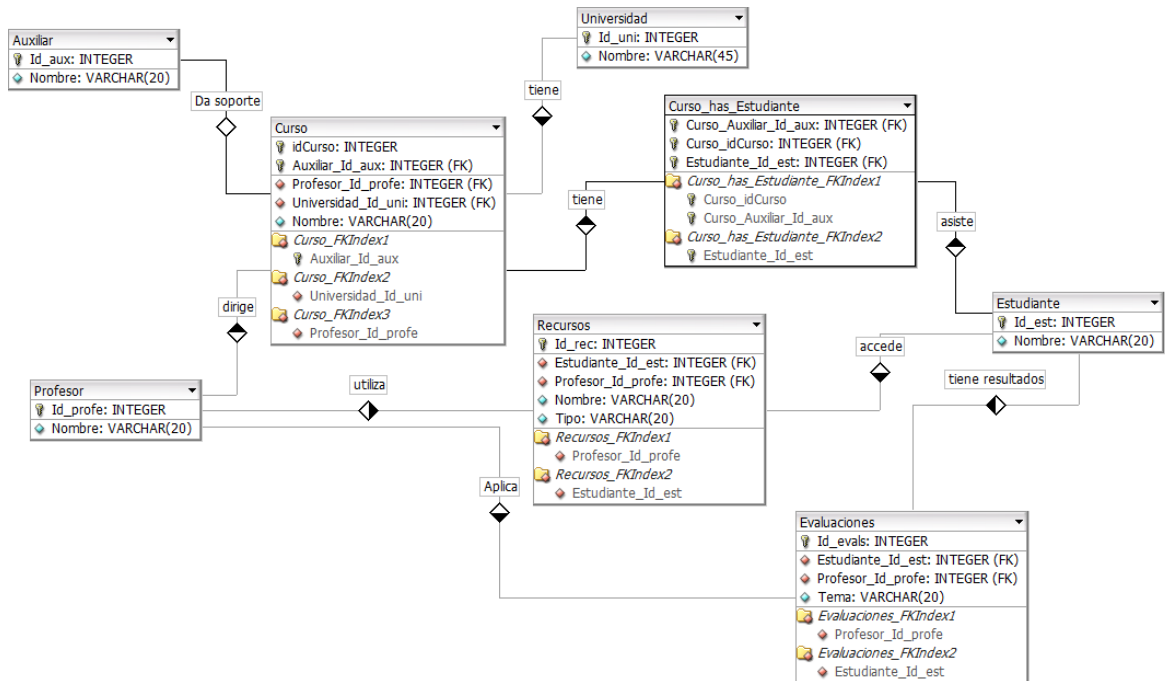 Auxiliar
Id_aux: INTEGER
Nombre: VARCHAR(20)
Universidad
Id_uni: INTEGER
Nombre: VARCHAR(45)
Da soporte
tiene
Curso
idCurso: INTEGER
Auxiliar_Id_aux: INTEGER (FK)
Profesor_Id_profe: INTEGER (FK)
Universidad_Id_uni: INTEGER (FK)
Nombre: VARCHAR(20)
Curso_FKIndex1
Auxiliar_Id_aux
Curso_FKIndex2
Universidad_Id_uni
Curso_FKIndex3
Profesor_Id_profe
tiene
Curso_has_Estudiante
Curso_Auxiliar_Id_aux: INTEGER (FK)
Curso_idCurso: INTEGER (FK)
Estudiante_Id_est: INTEGER (FK)
Curso_has_Estudiante_FKIndex1
Curso_idCurso
Curso_Auxiliar_Id_aux
Curso_has_Estudiante_FKIndex2
Estudiante_Id_est
asiste
dirige
Estudiante
Id_est: INTEGER
Nombre: VARCHAR(20)
Profesor
Id_profe: INTEGER
Nombre: VARCHAR(20)
utiliza
Recursos
Id_rec: INTEGER
Estudiante_Id_est: INTEGER (FK)
Profesor_Id_profe: INTEGER (FK)
Nombre: VARCHAR(20)
Tipo: VARCHAR(20)
Recursos_FKIndex1
Profesor_Id_profe
Recursos_FKIndex2
Estudiante_Id_est
accede
tiene resultados
Aplica
Evaluaciones
Id_evals: INTEGER
Estudiante_Id_est: INTEGER (FK)
Profesor_Id_profe: INTEGER (FK)
Tema: VARCHAR(20)
Evaluaciones_FKIndex1
Profesor_Id_profe
Evaluaciones_FKIndex2
Estudiante_Id_est